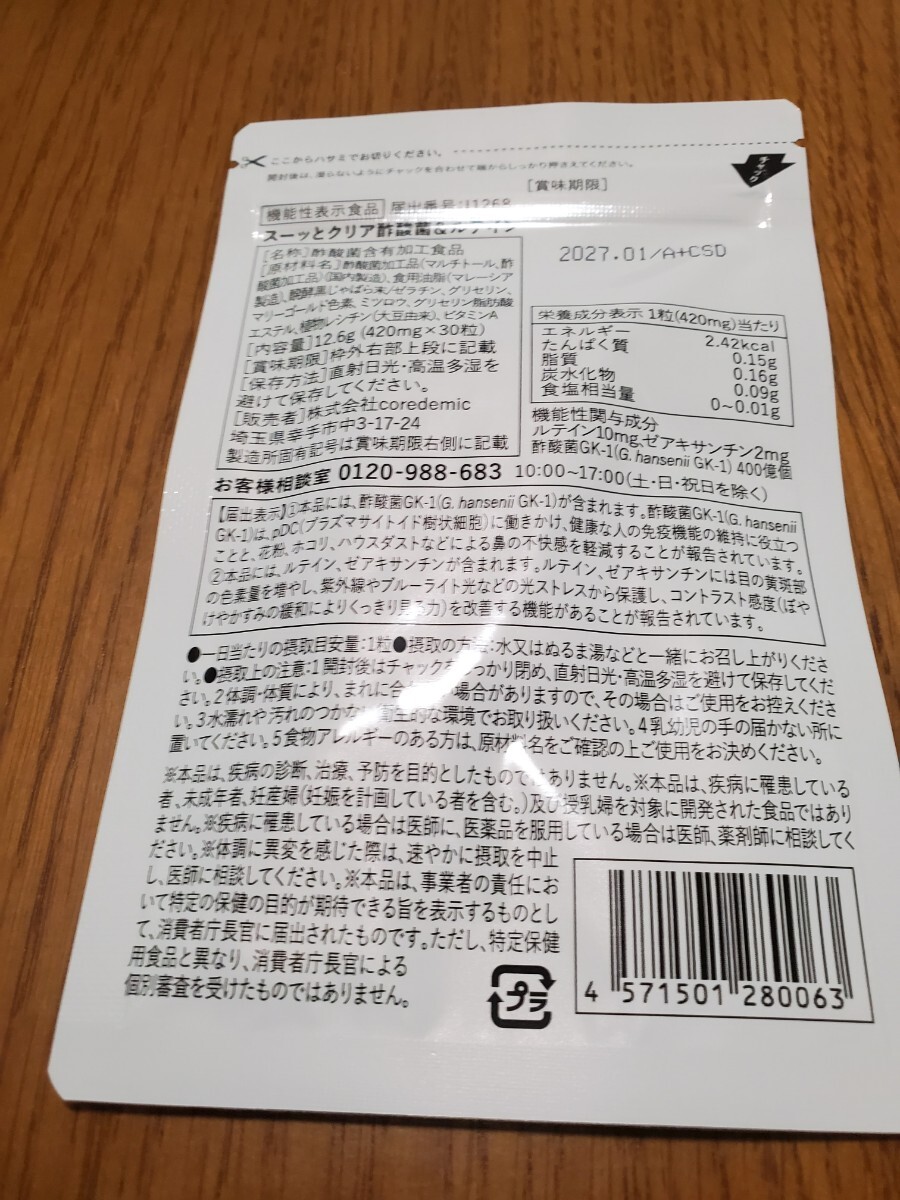 ここからハサミでお切りください。
開封後は、湿らないようにチャックを合わせて端からしっかり押さえてください。
チャック
[賞味期限]
2027.01/A+CSD
機能性表示食品 届出番号:I1268
スーッとクリア酢酸菌&ルテイン
[名称]酢酸菌含有加工食品
[原材料名]酢酸菌加工品(マルチトール、酢
酸菌加工品)(国内製造)、食用油脂(マレーシア
製造)、醗酵黒じゃばら末/ゼラチン、グリセリン、
マリーゴールド色素、ミツロウ、グリセリン脂肪酸
エステル、植物レシチン(大豆由来)、ビタミンA
[内容量]12.6g(420mg×30粒)
[賞味期限]枠外右部上段に記載
[保存方法]直射日光・高温多湿を
避けて保存してください。
[販売者]株式会社coredemic
埼玉県幸手市中3-17-24
製造所固有記号は賞味期限右側に記載
栄養成分表示 1粒(420mg)当たり
エネルギー 2.42kcal
たんぱく質 0.15g
脂質 0.16g
炭水化物 0.09g
食塩相当量 0~0.01g
機能性関与成分
ルテイン10mg、ゼアキサンチン2mg
酢酸菌GK-1(G. hansenii GK-1) 400億個
お客様相談室 0120-988-683 10:00~17:00(土・日・祝日を除く)
【届出表示】①本品には、酢酸菌GK-1(G. hansenii GK-1)が含まれます。酢酸菌GK-1(G. hansenii
GK-1)は、pDC(プラズマサイトイド樹状細胞)に働きかけ、健康な人の免疫機能の維持に役立つ
ことと、花粉、ホコリ、ハウスダストなどによる鼻の不快感を軽減することが報告されています。
②本品には、ルテイン、ゼアキサンチンが含まれます。ルテイン、ゼアキサンチンには目の黄斑部
の色素量を増やし、紫外線やブルーライト光などの光ストレスから保護し、コントラスト感度(ぼや
けやかすみの緩和によりくっきり見る力)を改善する機能があることが報告されています。
●一日当たりの摂取目安量:1粒●摂取の方法:水又はぬるま湯などと一緒にお召し上がりくださ
い。●摂取上の注意:1開封後はチャックをしっかり閉め、直射日光・高温多湿を避けて保存してくだ
さい。2体調・体質により、まれに合わない場合がありますので、その場合はご使用をお控えくださ
い。3水濡れや汚れのつかない衛生的な環境でお取り扱いください。4乳幼児の手の届かない所に
置いてください。5食物アレルギーのある方は、原材料名をご確認の上ご使用をお決めください。
※本品は、疾病の診断、治療、予防を目的としたものではありません。※本品は、疾病に罹患している
者、未成年者、妊産婦(妊娠を計画している者を含む。)及び授乳婦を対象に開発された食品ではあり
ません。※疾病に罹患している場合は医師に、医薬品を服用している場合は医師、薬剤師に相談してく
ださい。※体調に異変を感じた際は、速やかに摂取を中止
し、医師に相談してください。※本品は、事業者の責任にお
いて特定の保健の目的が期待できる旨を表示するものとし
て、消費者庁長官に届出されたものです。ただし、特定保健
用食品と異なり、消費者庁長官による
個別審査を受けたものではありません。
プラ
4 571501 280063